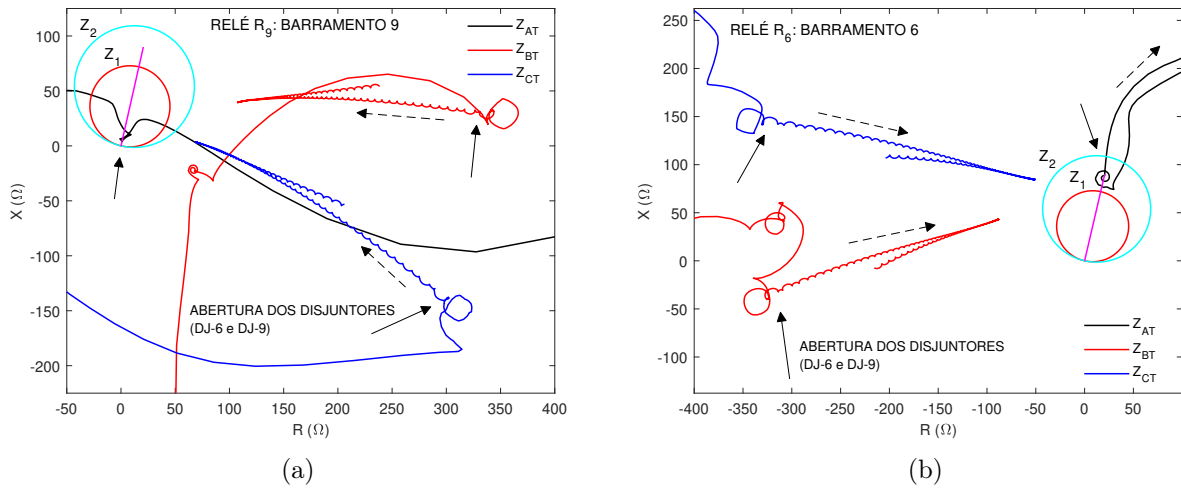 RELÉ R9: BARRAMENTO 9
Z2
Z1
ZAT
ZBT
ZCT
ABERTURA DOS DISJUNTORES
(DJ-6 e DJ-9)
X (Ω)
100
50
0
-50
-100
-150
-200
-50 0 50 100 150 200 250 300 350 400
R (Ω)
(a)
RELÉ R6: BARRAMENTO 6
Z2
Z1
ABERTURA DOS DISJUNTORES
(DJ-6 e DJ-9)
ZAT
ZBT
ZCT
X (Ω)
250
200
150
100
50
0
-50
-100
-400 -350 -300 -250 -200 -150 -100 -50 0 50
R (Ω)
(b)